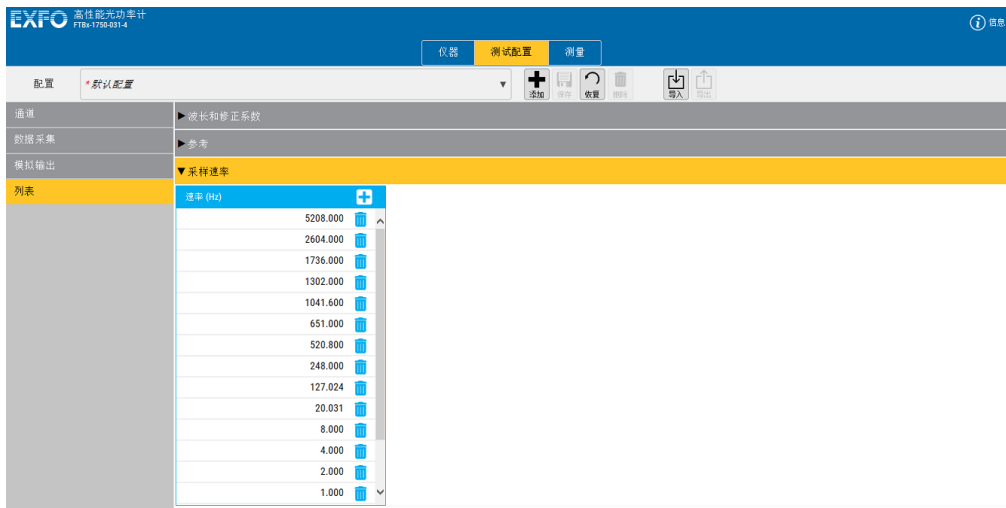 EXFO 高性能光功率计
FTBx-1750-031-4
信息
仪器 测试配置 测量
配置 *默认配置
添加 保存 恢复 删除 导入 导出
通道
数据采集
模拟输出
列表
波长和修正系数
参考
采样速率
速率 (Hz)
5208.000
2604.000
1736.000
1302.000
1041.600
651.000
520.800
248.000
127.024
20.031
8.000
4.000
2.000
1.000